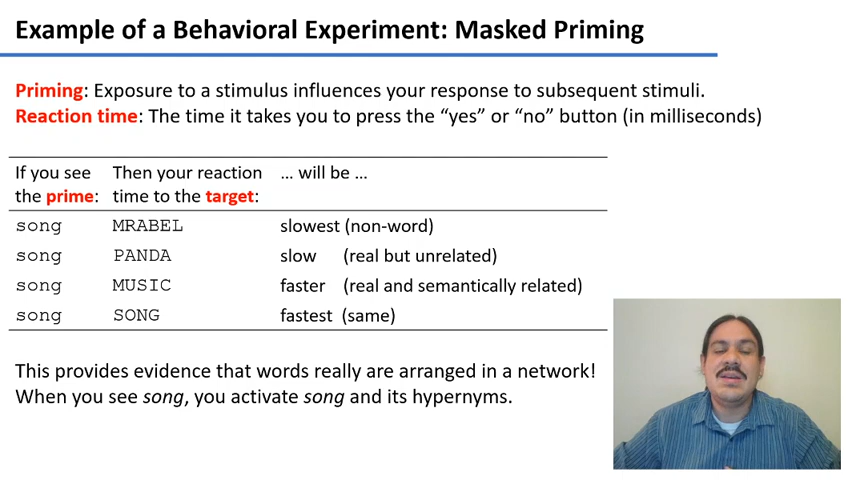 Example of a Behavioral Experiment: Masked Priming
Priming: Exposure to a stimulus influences your response to subsequent stimuli.
Reaction time: The time it takes you to press the “yes” or “no” button (in milliseconds)
If you see the prime: Then your reaction time to the target: … will be …
song MRABEL slowest (non-word)
song PANDA slow (real but unrelated)
song MUSIC faster (real and semantically related)
song SONG fastest (same)
This provides evidence that words really are arranged in a network!
When you see song, you activate song and its hypernyms.